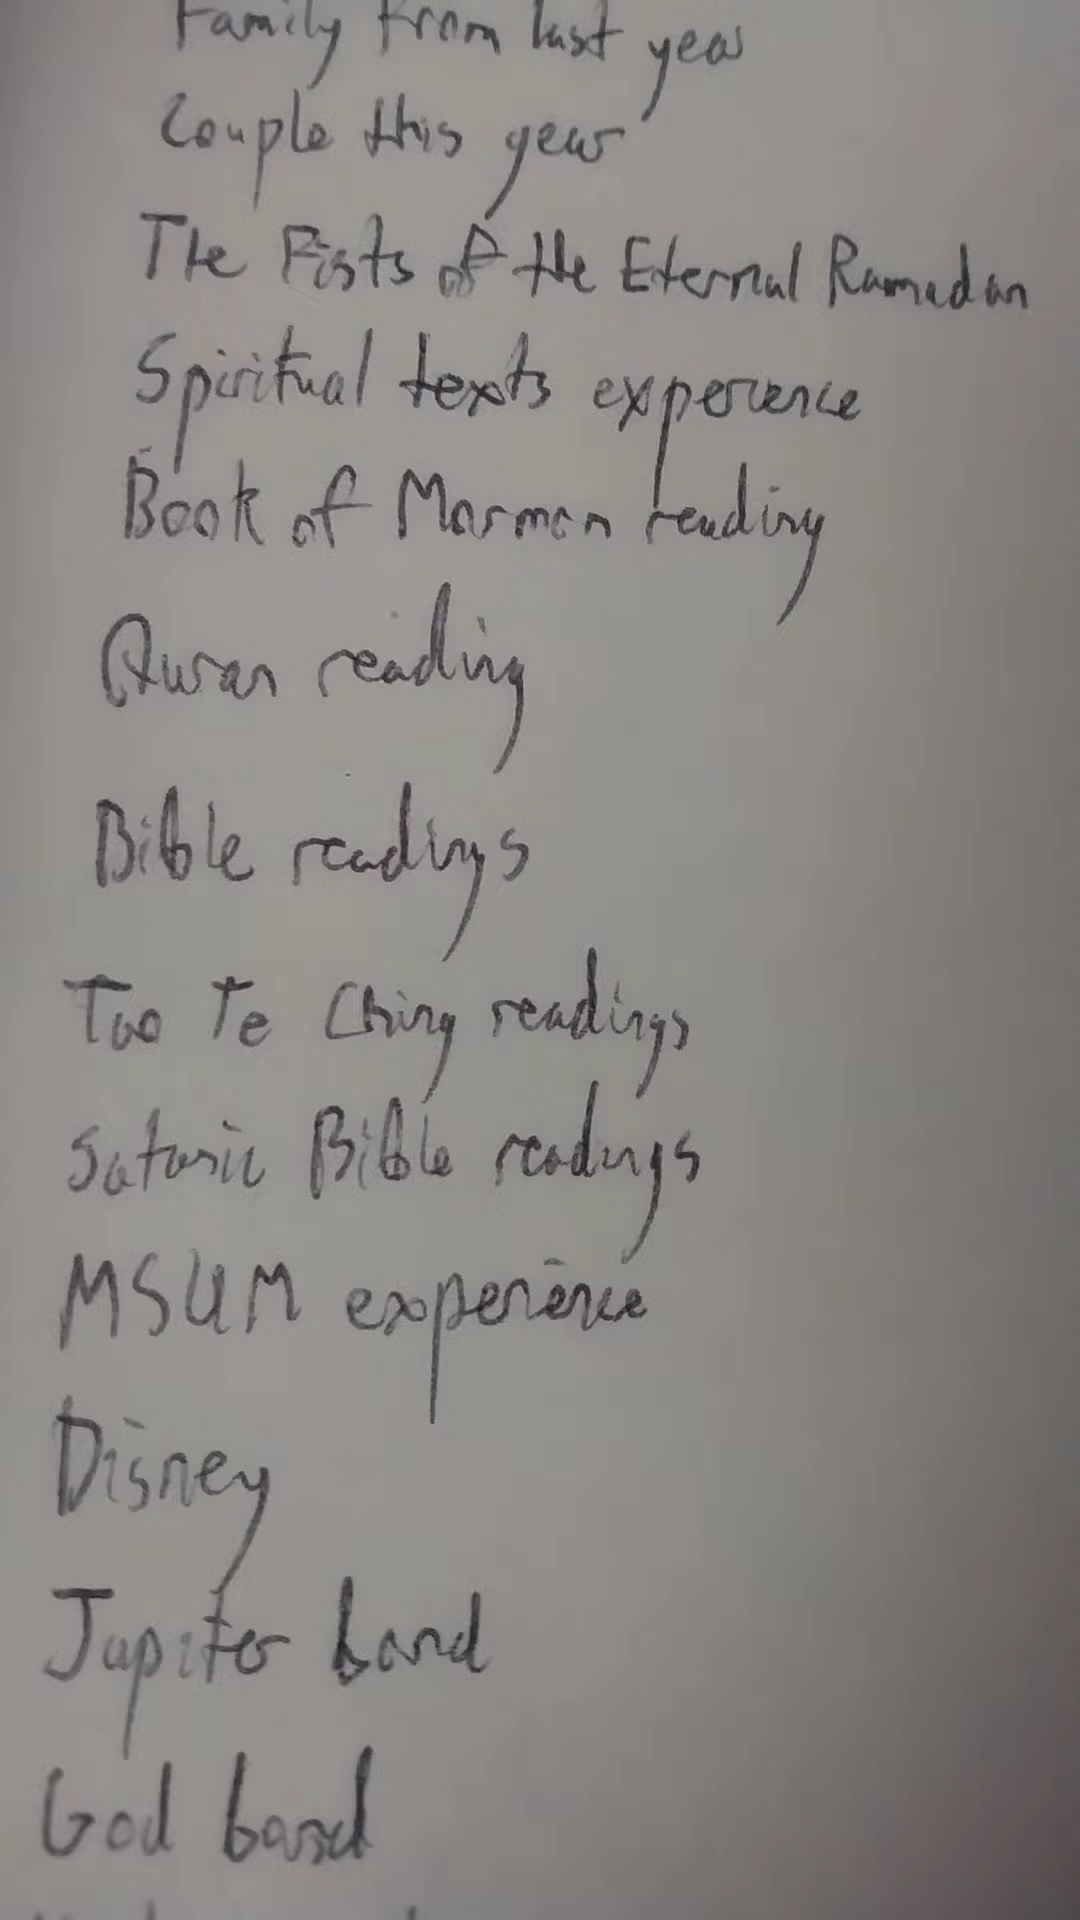 Family from last year
Couple this year
The Fists of the Eternal Ramadan
Spiritual texts experience
Book of Mormon reading
Quran reading
Bible readings
Tao Te Ching readings
Satanic Bible readings
MSUM experience
Disney
Jupiter band
God band